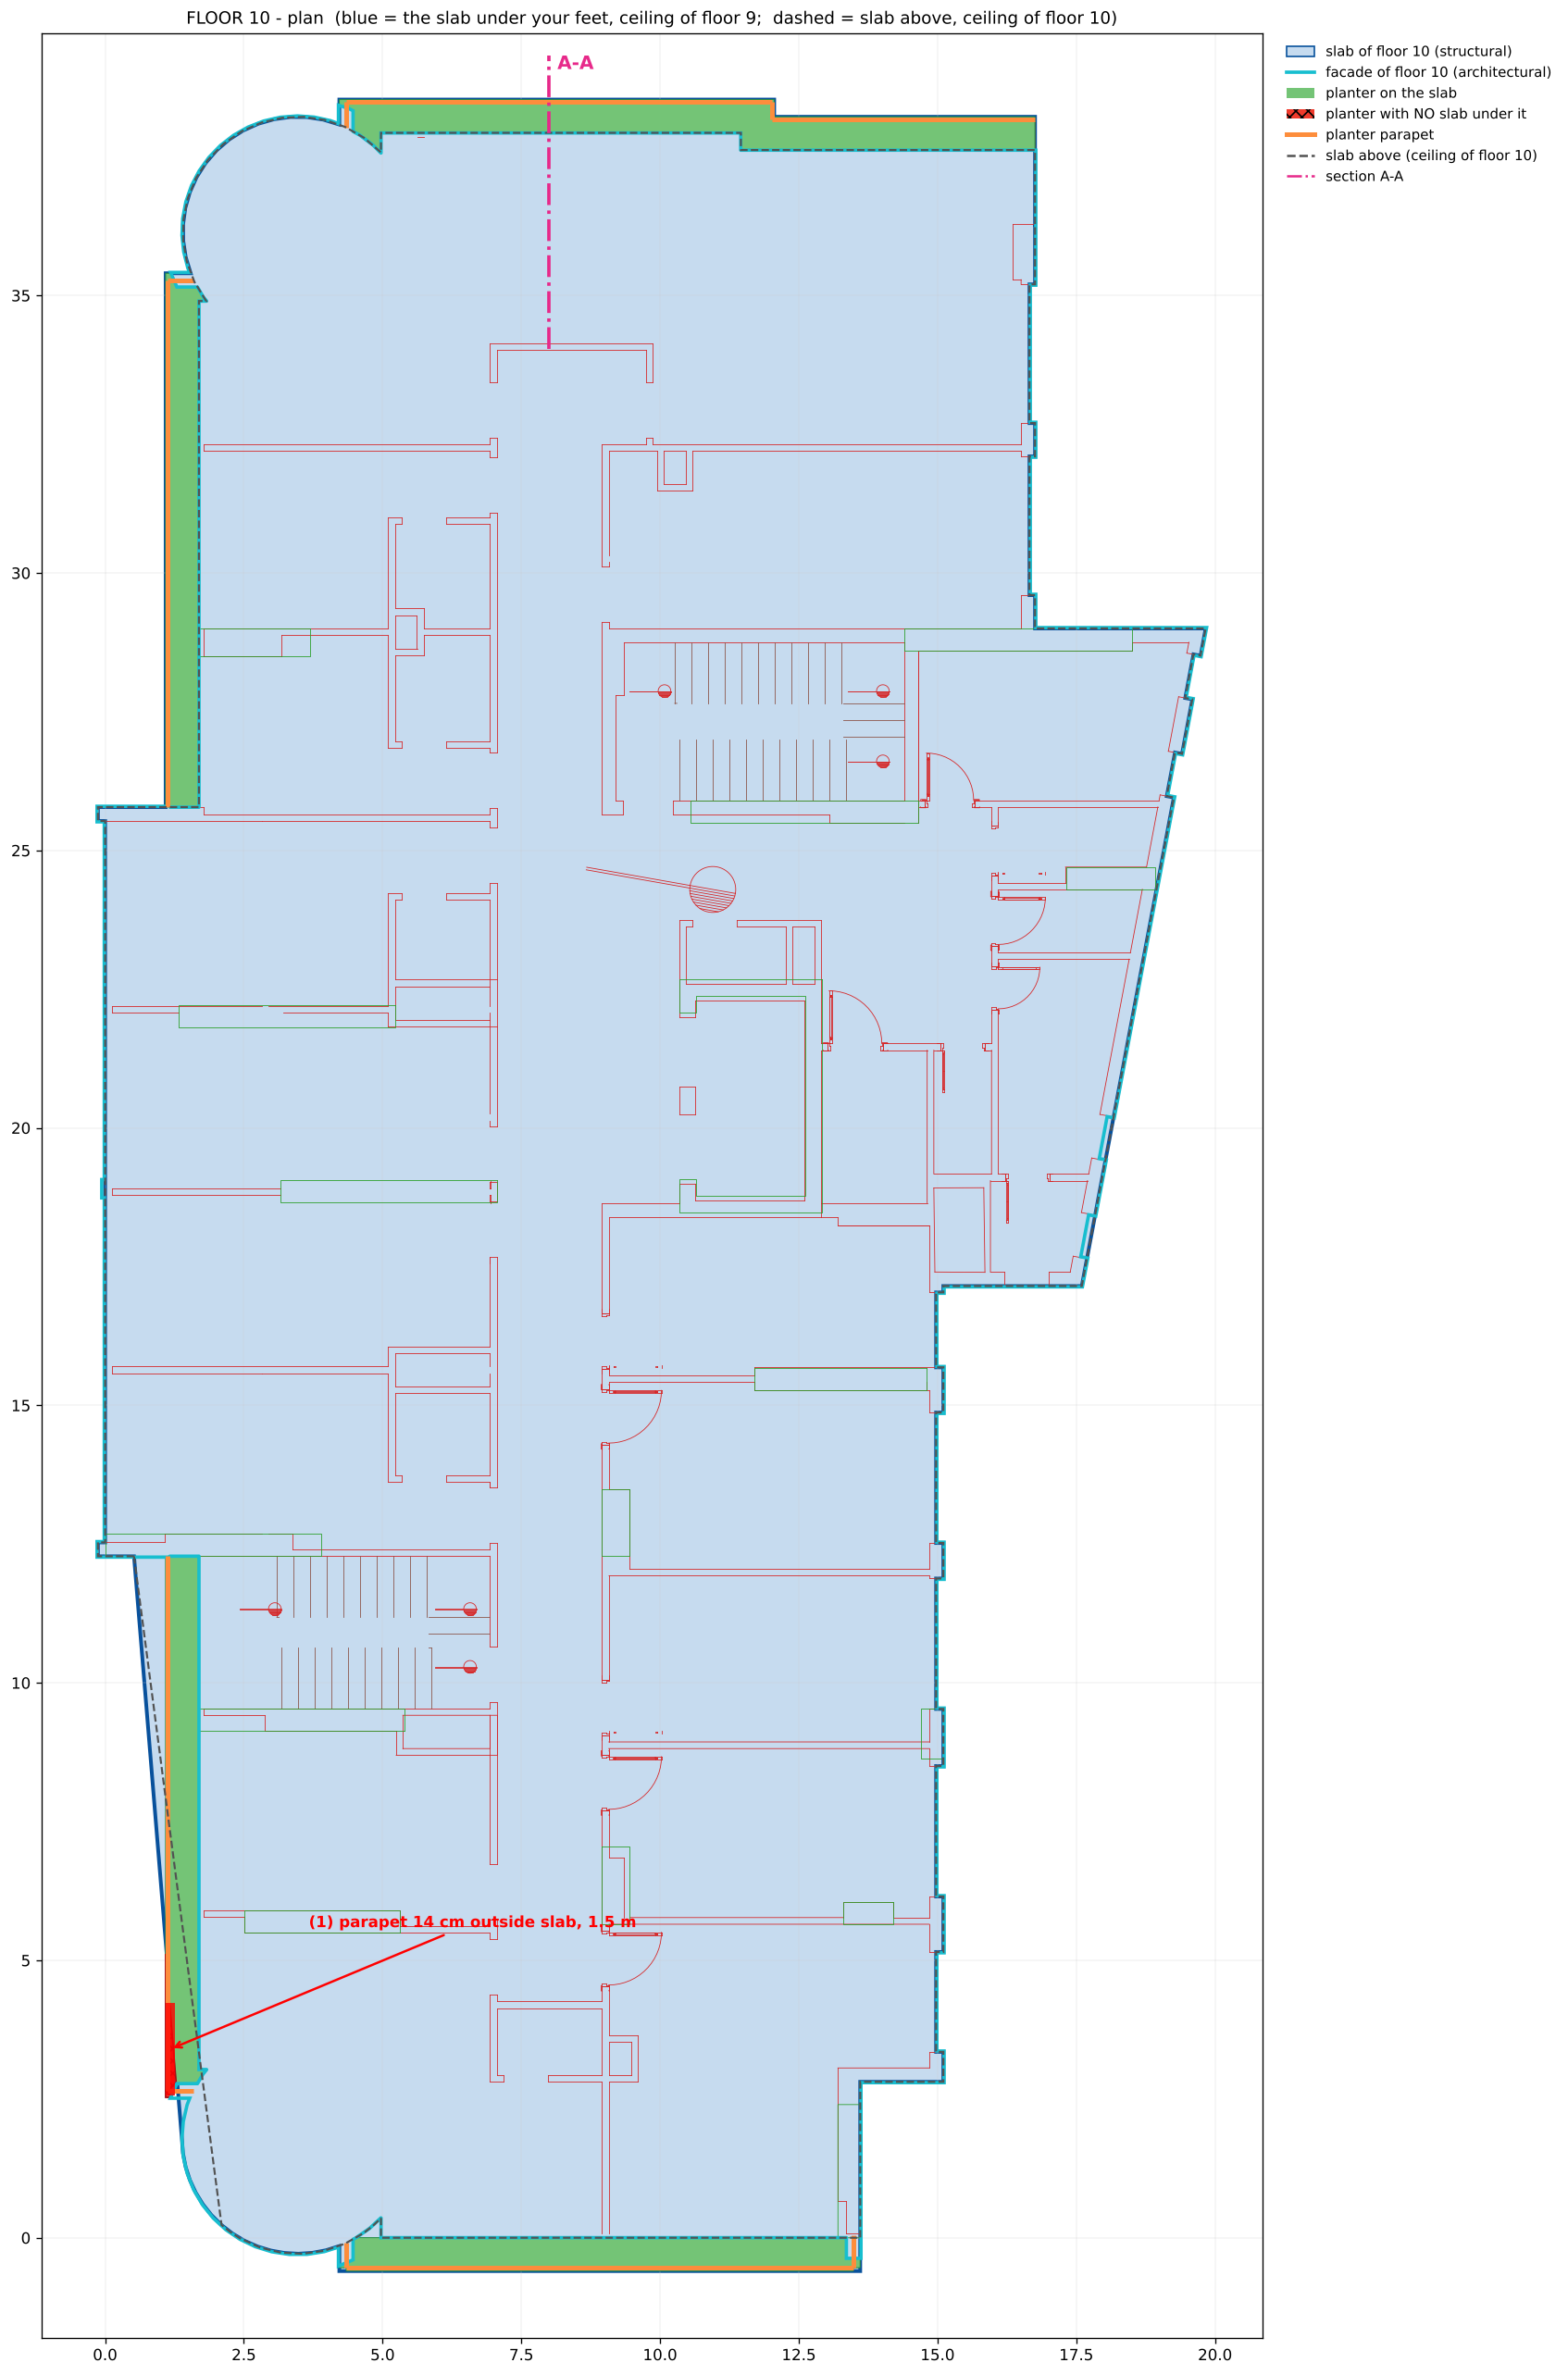 FLOOR 10 - plan  (blue = the slab under your feet, ceiling of floor 9;  dashed = slab above, ceiling of floor 10)
A-A
slab of floor 10 (structural)
facade of floor 10 (architectural)
planter on the slab
planter with NO slab under it
planter parapet
slab above (ceiling of floor 10)
section A-A
35
30
25
20
15
10
(1) parapet 14 cm outside slab, 1.5 m
5
0
0.0 2.5 5.0 7.5 10.0 12.5 15.0 17.5 20.0